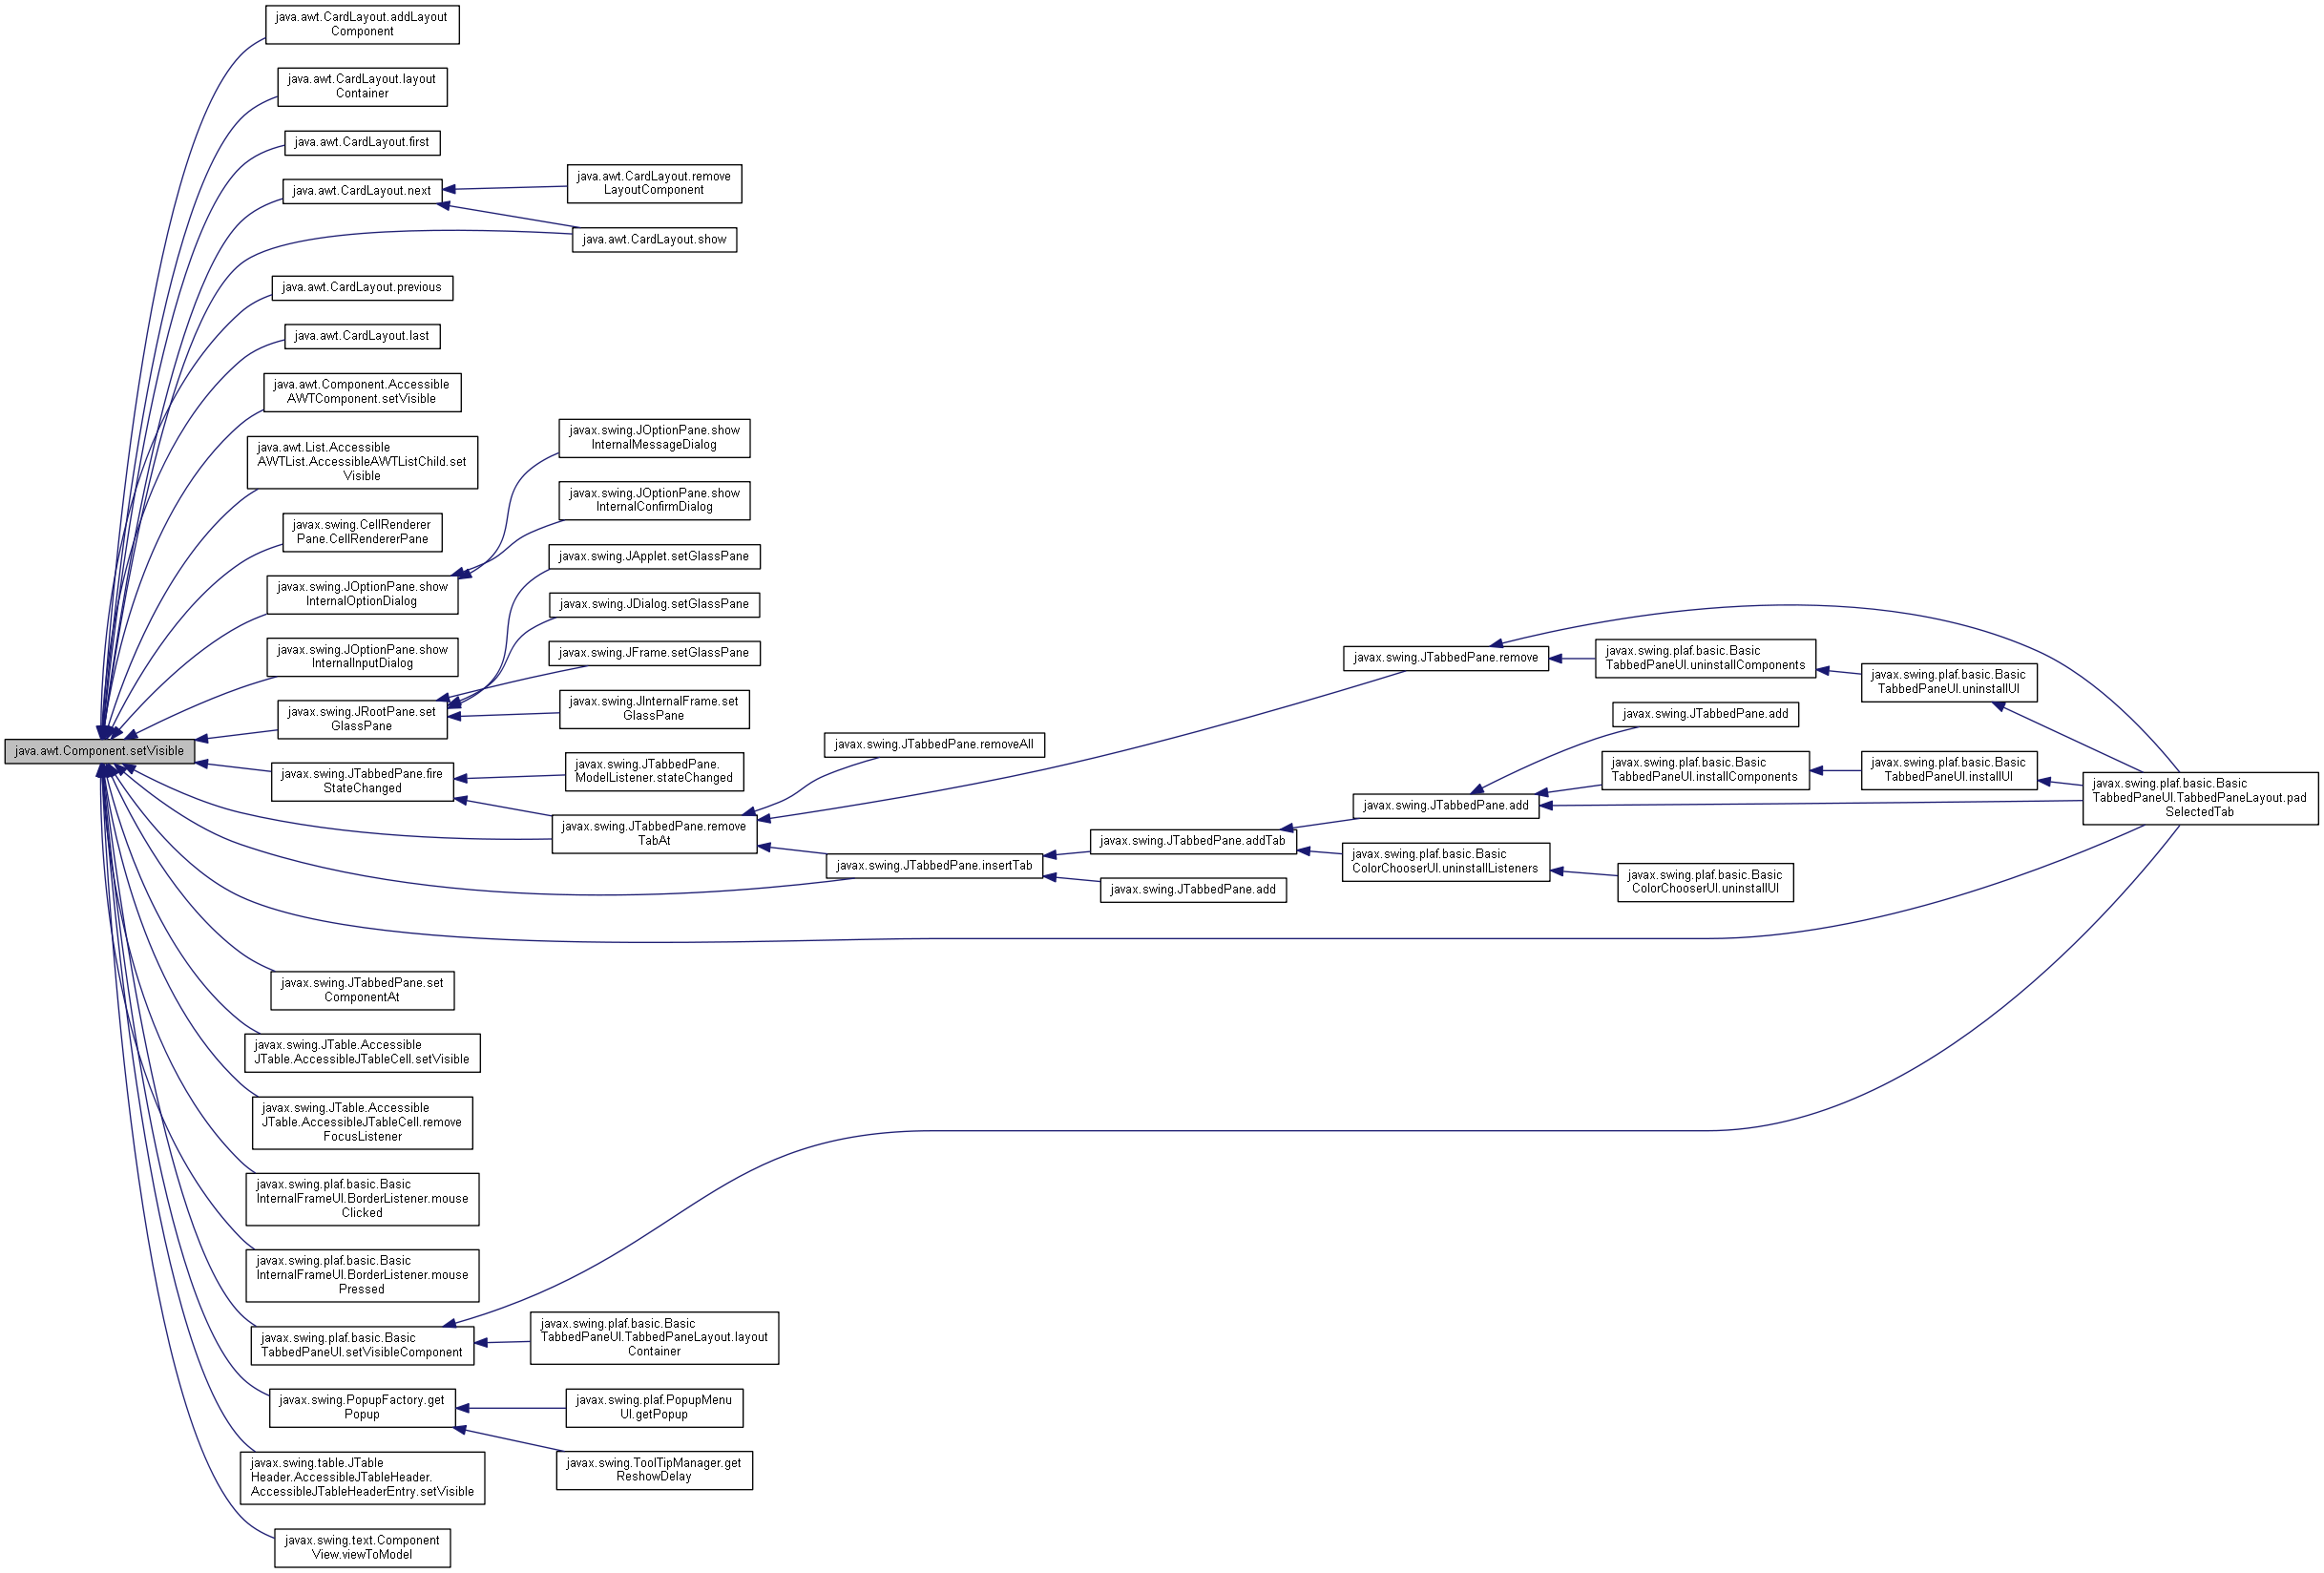 java.awt.CardLayout.addLayout
Component
java.awt.CardLayout.layout
Container
java.awt.CardLayout.first
java.awt.CardLayout.next
java.awt.CardLayout.remove
LayoutComponent
java.awt.CardLayout.show
java.awt.CardLayout.previous
java.awt.CardLayout.last
java.awt.Component.Accessible
AWTComponent.setVisible
java.awt.List.Accessible
AWTList.AccessibleAWTListChild.set
Visible
javax.swing.CellRenderer
Pane.CellRendererPane
javax.swing.JOptionPane.show
InternalOptionDialog
javax.swing.JOptionPane.show
InternalMessageDialog
javax.swing.JOptionPane.show
InternalConfirmDialog
javax.swing.JOptionPane.show
InternalInputDialog
javax.swing.JRootPane.set
GlassPane
javax.swing.JApplet.setGlassPane
javax.swing.JDialog.setGlassPane
javax.swing.JFrame.setGlassPane
javax.swing.JInternalFrame.set
GlassPane
java.awt.Component.setVisible
javax.swing.JTabbedPane.fire
StateChanged
javax.swing.JTabbedPane.
ModelListener.stateChanged
javax.swing.JTabbedPane.remove
TabAt
javax.swing.JTabbedPane.removeAll
javax.swing.JTabbedPane.remove
javax.swing.plaf.basic.Basic
TabbedPaneUI.uninstallComponents
javax.swing.plaf.basic.Basic
TabbedPaneUI.uninstallUI
javax.swing.JTabbedPane.insertTab
javax.swing.JTabbedPane.addTab
javax.swing.JTabbedPane.add
javax.swing.JTabbedPane.add
javax.swing.JTabbedPane.add
javax.swing.plaf.basic.Basic
TabbedPaneUI.installComponents
javax.swing.plaf.basic.Basic
TabbedPaneUI.installUI
javax.swing.plaf.basic.Basic
TabbedPaneUI.TabbedPaneLayout.pad
SelectedTab
javax.swing.plaf.basic.Basic
ColorChooserUI.uninstallListeners
javax.swing.plaf.basic.Basic
ColorChooserUI.uninstallUI
javax.swing.JTabbedPane.set
ComponentAt
javax.swing.JTable.Accessible
JTable.AccessibleJTableCell.setVisible
javax.swing.JTable.Accessible
JTable.AccessibleJTableCell.remove
FocusListener
javax.swing.plaf.basic.Basic
InternalFrameUI.BorderListener.mouse
Clicked
javax.swing.plaf.basic.Basic
InternalFrameUI.BorderListener.mouse
Pressed
javax.swing.plaf.basic.Basic
TabbedPaneUI.setVisibleComponent
javax.swing.plaf.basic.Basic
TabbedPaneUI.TabbedPaneLayout.layout
Container
javax.swing.PopupFactory.get
Popup
javax.swing.plaf.PopupMenu
UI.getPopup
javax.swing.ToolTipManager.get
ReshowDelay
javax.swing.table.JTable
Header.AccessibleJTableHeader.
AccessibleJTableHeaderEntry.setVisible
javax.swing.text.Component
View.viewToModel